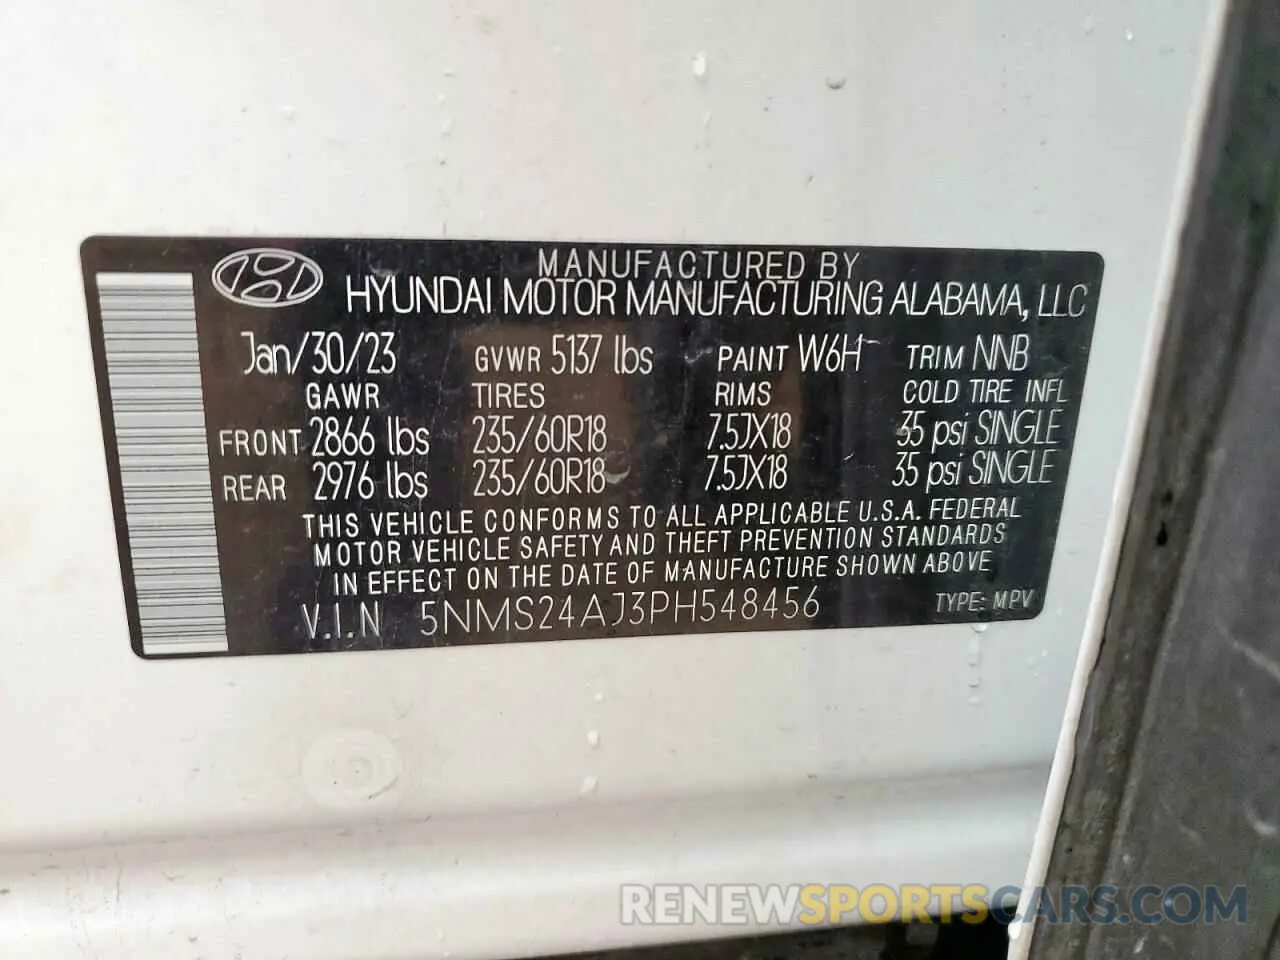 MANUFACTURED BY
HYUNDAI MOTOR MANUFACTURING ALABAMA, LLC
Jan/30/23 GVWR 5137 lbs PAINT W6H TRIM NNB
GAWR TIRES RIMS COLD TIRE INFL
FRONT 2866 lbs 235/60R18 7.5JX18 35 psi SINGLE
REAR 2976 lbs 235/60R18 7.5JX18 35 psi SINGLE
THIS VEHICLE CONFORMS TO ALL APPLICABLE U.S.A. FEDERAL
MOTOR VEHICLE SAFETY AND THEFT PREVENTION STANDARDS
IN EFFECT ON THE DATE OF MANUFACTURE SHOWN ABOVE
V.I.N 5NMS24AJ3PH548456 TYPE: MPV
RENEWSPORTSCARS.COM